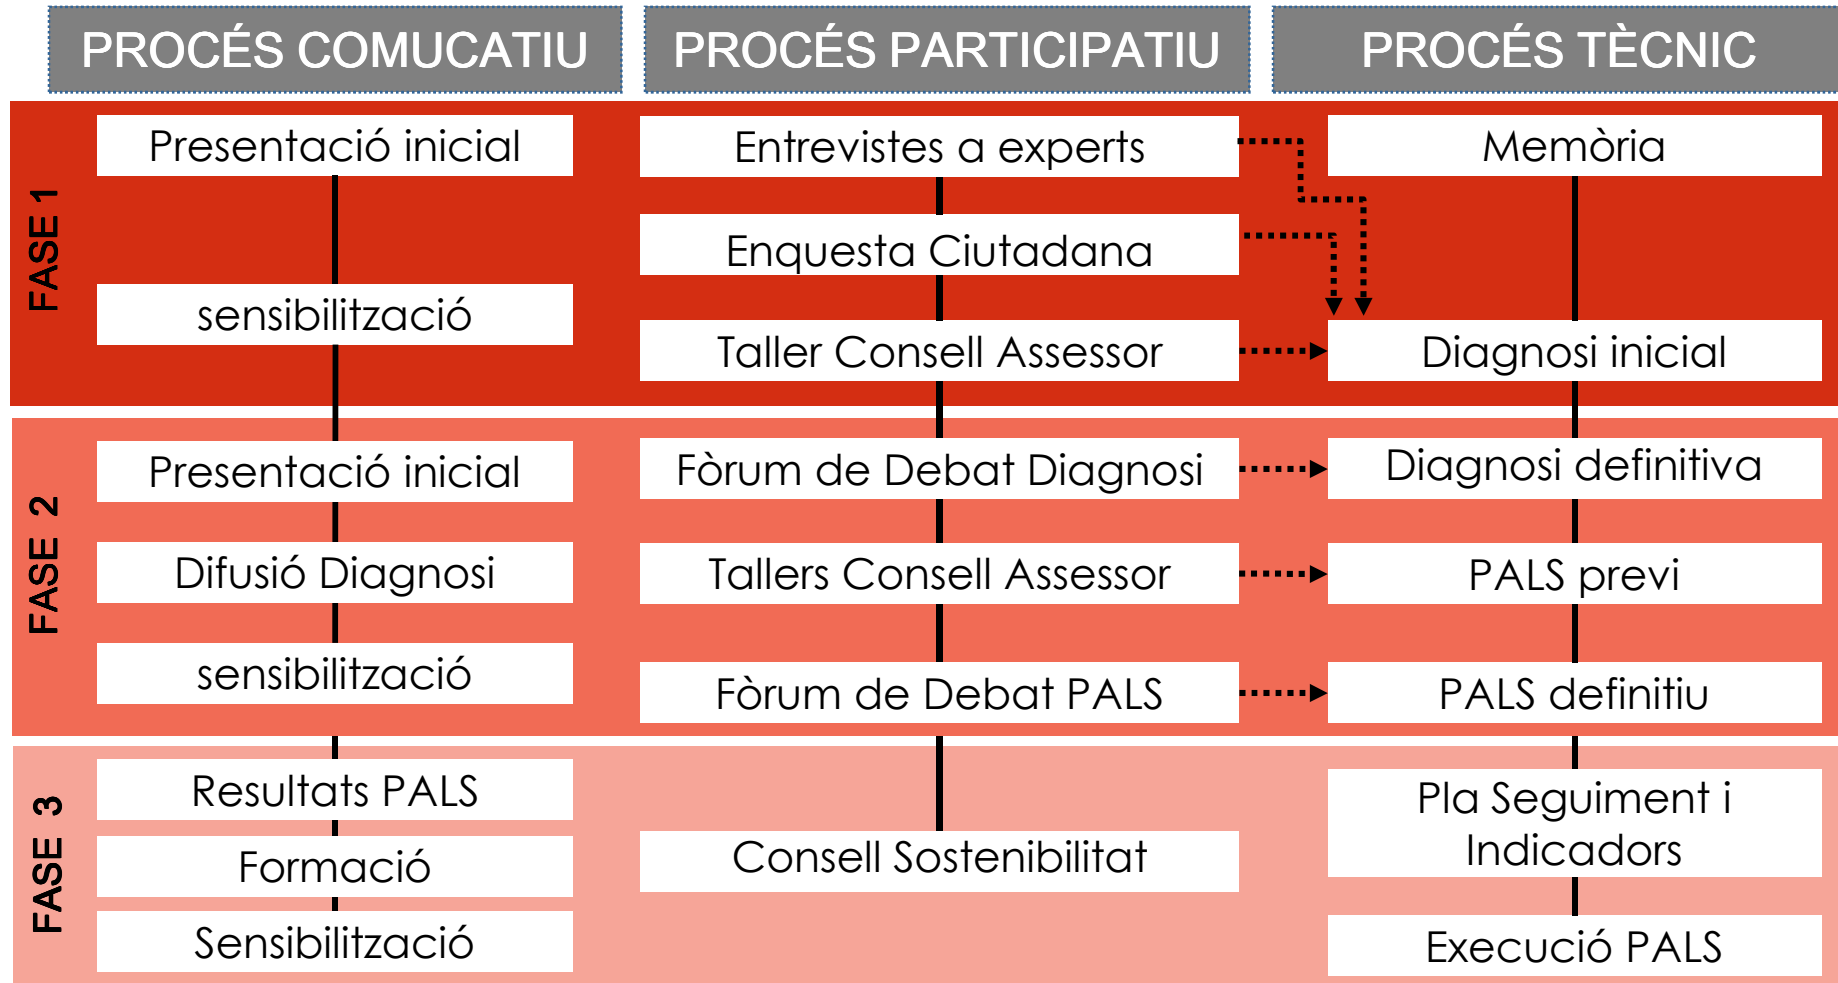 PROCÉS COMUCATIU
PROCÉS PARTICIPATIU
PROCÉS TÈCNIC
FASE 1
Presentació inicial
sensibilització
Entrevistes a experts
Enquesta Ciutadana
Taller Consell Assessor
Memòria
Diagnosi inicial
FASE 2
Presentació inicial
Difusió Diagnosi
sensibilització
Fòrum de Debat Diagnosi
Tallers Consell Assessor
Fòrum de Debat PALS
Diagnosi definitiva
PALS previ
PALS definitiu
FASE 3
Resultats PALS
Formació
Sensibilització
Consell Sostenibilitat
Pla Seguiment i
Indicadors
Execució PALS